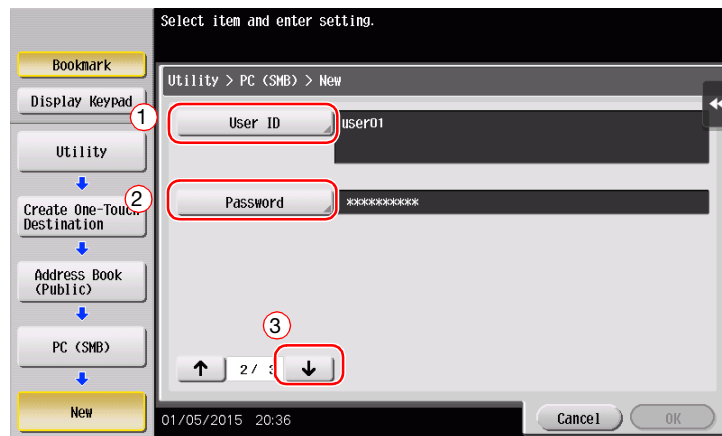 Select item and enter setting.
Bookmark
Display Keypad
Utility
Create One-Touch
Destination
Address Book
(Public)
PC (SMB)
New
Utility > PC (SMB) > New
1
User ID
user01
2
Password
**********
3
↑ 2/ 3 ↓
01/05/2015 20:36
Cancel
OK